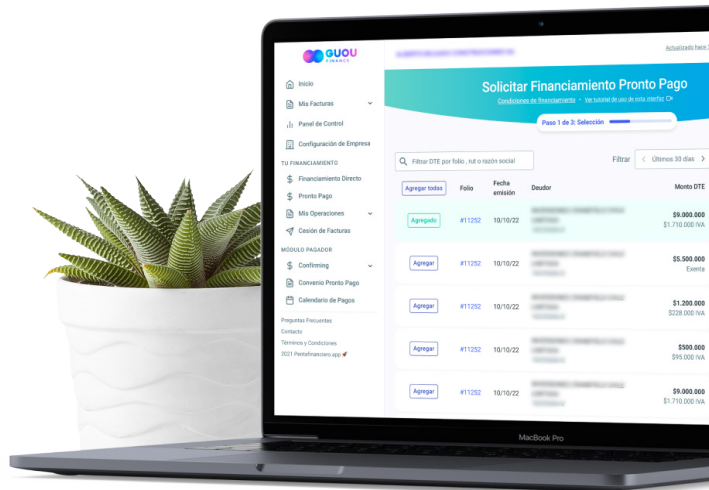 GUOU
FINANCE
Actualizado hace
Inicio
Mis Facturas
Panel de Control
Configuración de Empresa
TU FINANCIAMIENTO
Financiamiento Directo
Pronto Pago
Mis Operaciones
Cesión de Facturas
MÓDULO PAGADOR
Confirming
Convenio Pronto Pago
Calendario de Pagos
Preguntas Frecuentes
Contacto
Términos y Condiciones
2021 Pentafinanciero.app 🚀
Solicitar Financiamiento Pronto Pago
Condiciones de financiamiento • Ver tutorial de uso de esta interfaz
Paso 1 de 3: Selección
Filtrar DTE por folio, rut o razón social
Filtrar < Últimos 30 días >
Agregar todas Folio Fecha emisión Deudor Monto DTE
Agregado #11252 10/10/22 $9.000.000
$1.710.000 IVA
Agregar #11252 10/10/22 $5.500.000
Exenta
Agregar #11252 10/10/22 $1.200.000
$228.000 IVA
Agregar #11252 10/10/22 $500.000
$95.000 IVA
Agregar #11252 10/10/22 $9.000.000
$1.710.000 IVA
MacBook Pro